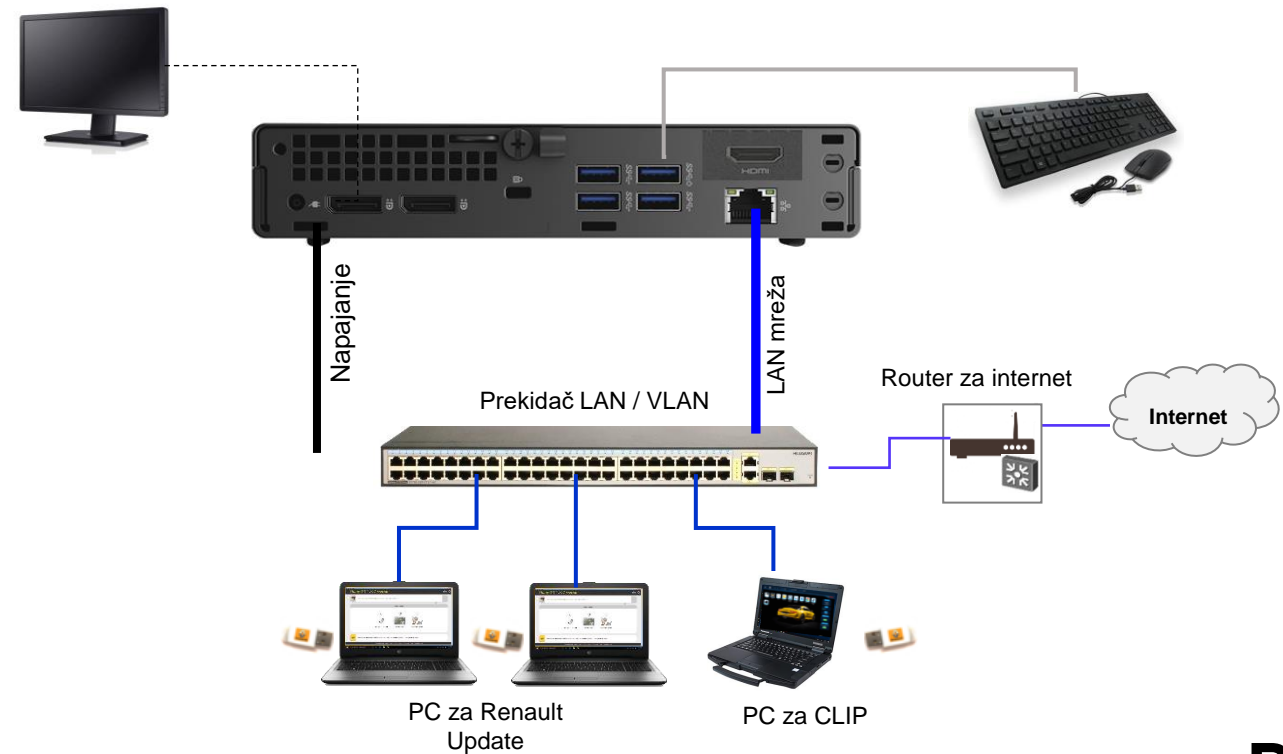 HDMI
Napajanje
LAN mreža
Prekidač LAN / VLAN
Router za internet
Internet
PC za Renault
Update
PC za CLIP